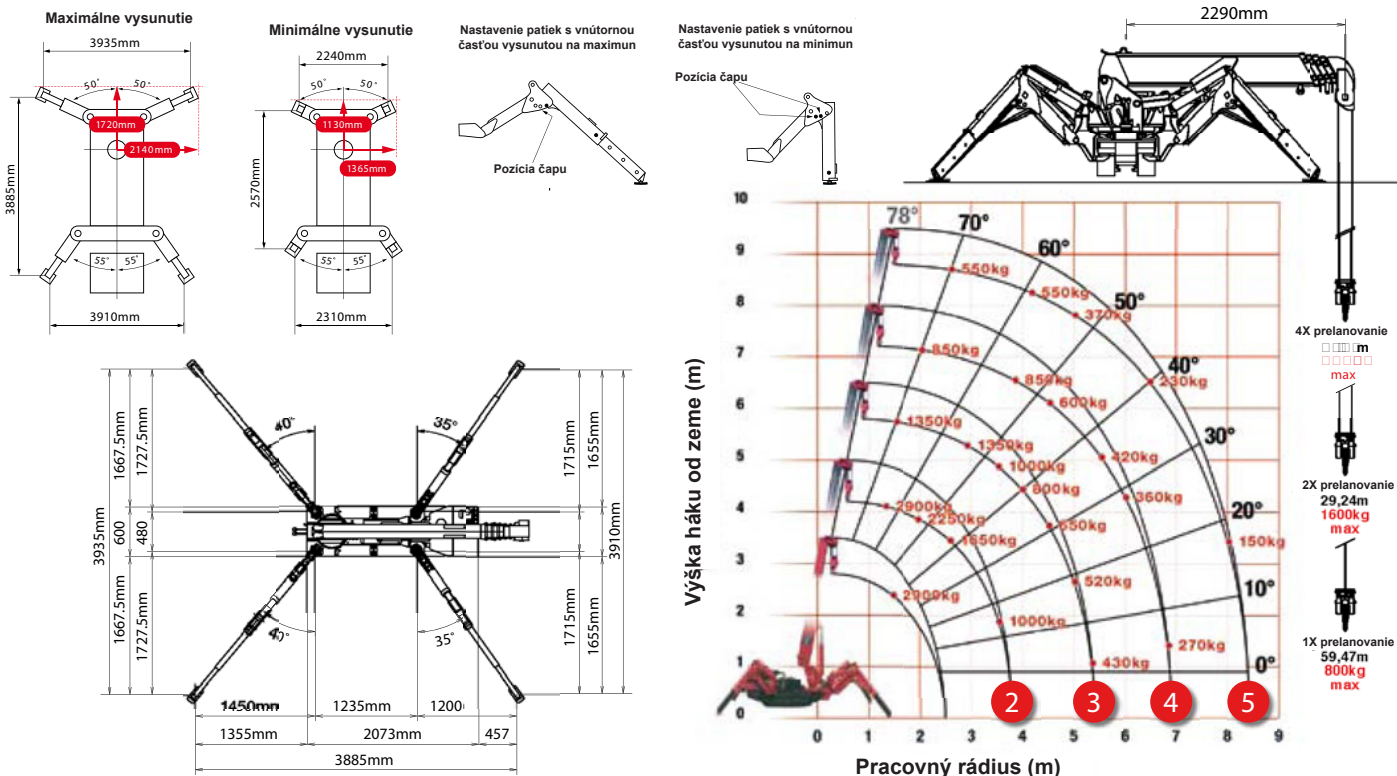 Maximálne vysunutie
3935mm
50°
50°
1720mm
2140mm
3885mm
55°
55°
3910mm
Minimálne vysunutie
2240mm
50°
50°
1130mm
1365mm
2570mm
55°
55°
2310mm
Nastavenie patiek s vnútornou
časťou vysunutou na maximun
Pozícia čapu
Nastavenie patiek s vnútornou
časťou vysunutou na minimun
Pozícia čapu
2290mm
40°
35°
40°
35°
3935mm
1667.5mm
1727.5mm
600
480
1667.5mm
1727.5mm
1715mm
1655mm
3910mm
1715mm
1655mm
1450mm
1235mm
1200
1355mm
2073mm
457
3885mm
Výška háku od zeme (m)
10
9
8
7
6
5
4
3
2
1
0
78°
70°
60°
50°
40°
30°
20°
10°
0°
550kg
550kg
370kg
230kg
150kg
850kg
850kg
600kg
420kg
360kg
270kg
1350kg
1350kg
1000kg
800kg
650kg
520kg
430kg
2900kg
2250kg
1650kg
1000kg
2900kg
2
3
4
5
0
1
2
3
4
5
6
7
8
9
Pracovný rádius (m)
4X prelanovanie
m
max
2X prelanovanie
29,24m
1600kg
max
1X prelanovanie
59,47m
800kg
max